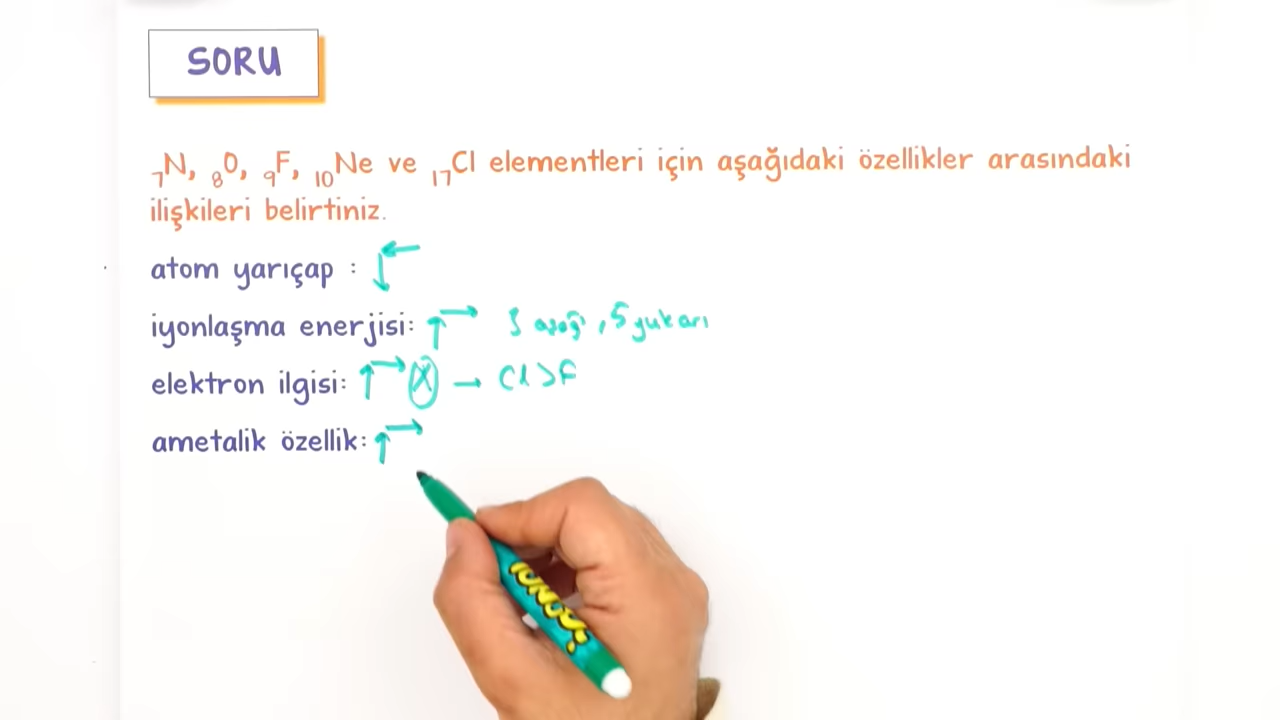 SORU
₇N, ₈O, ₉F, ₁₀Ne ve ₁₇Cl elementleri için aşağıdaki özellikler arasındaki
ilişkileri belirtiniz.
atom yarıçap : ↓←
iyonlaşma enerjisi: ↑→ 3 aşağı, 5 yukarı
elektron ilgisi: ↑→ X → Cl>F
ametalik özellik: ↑→